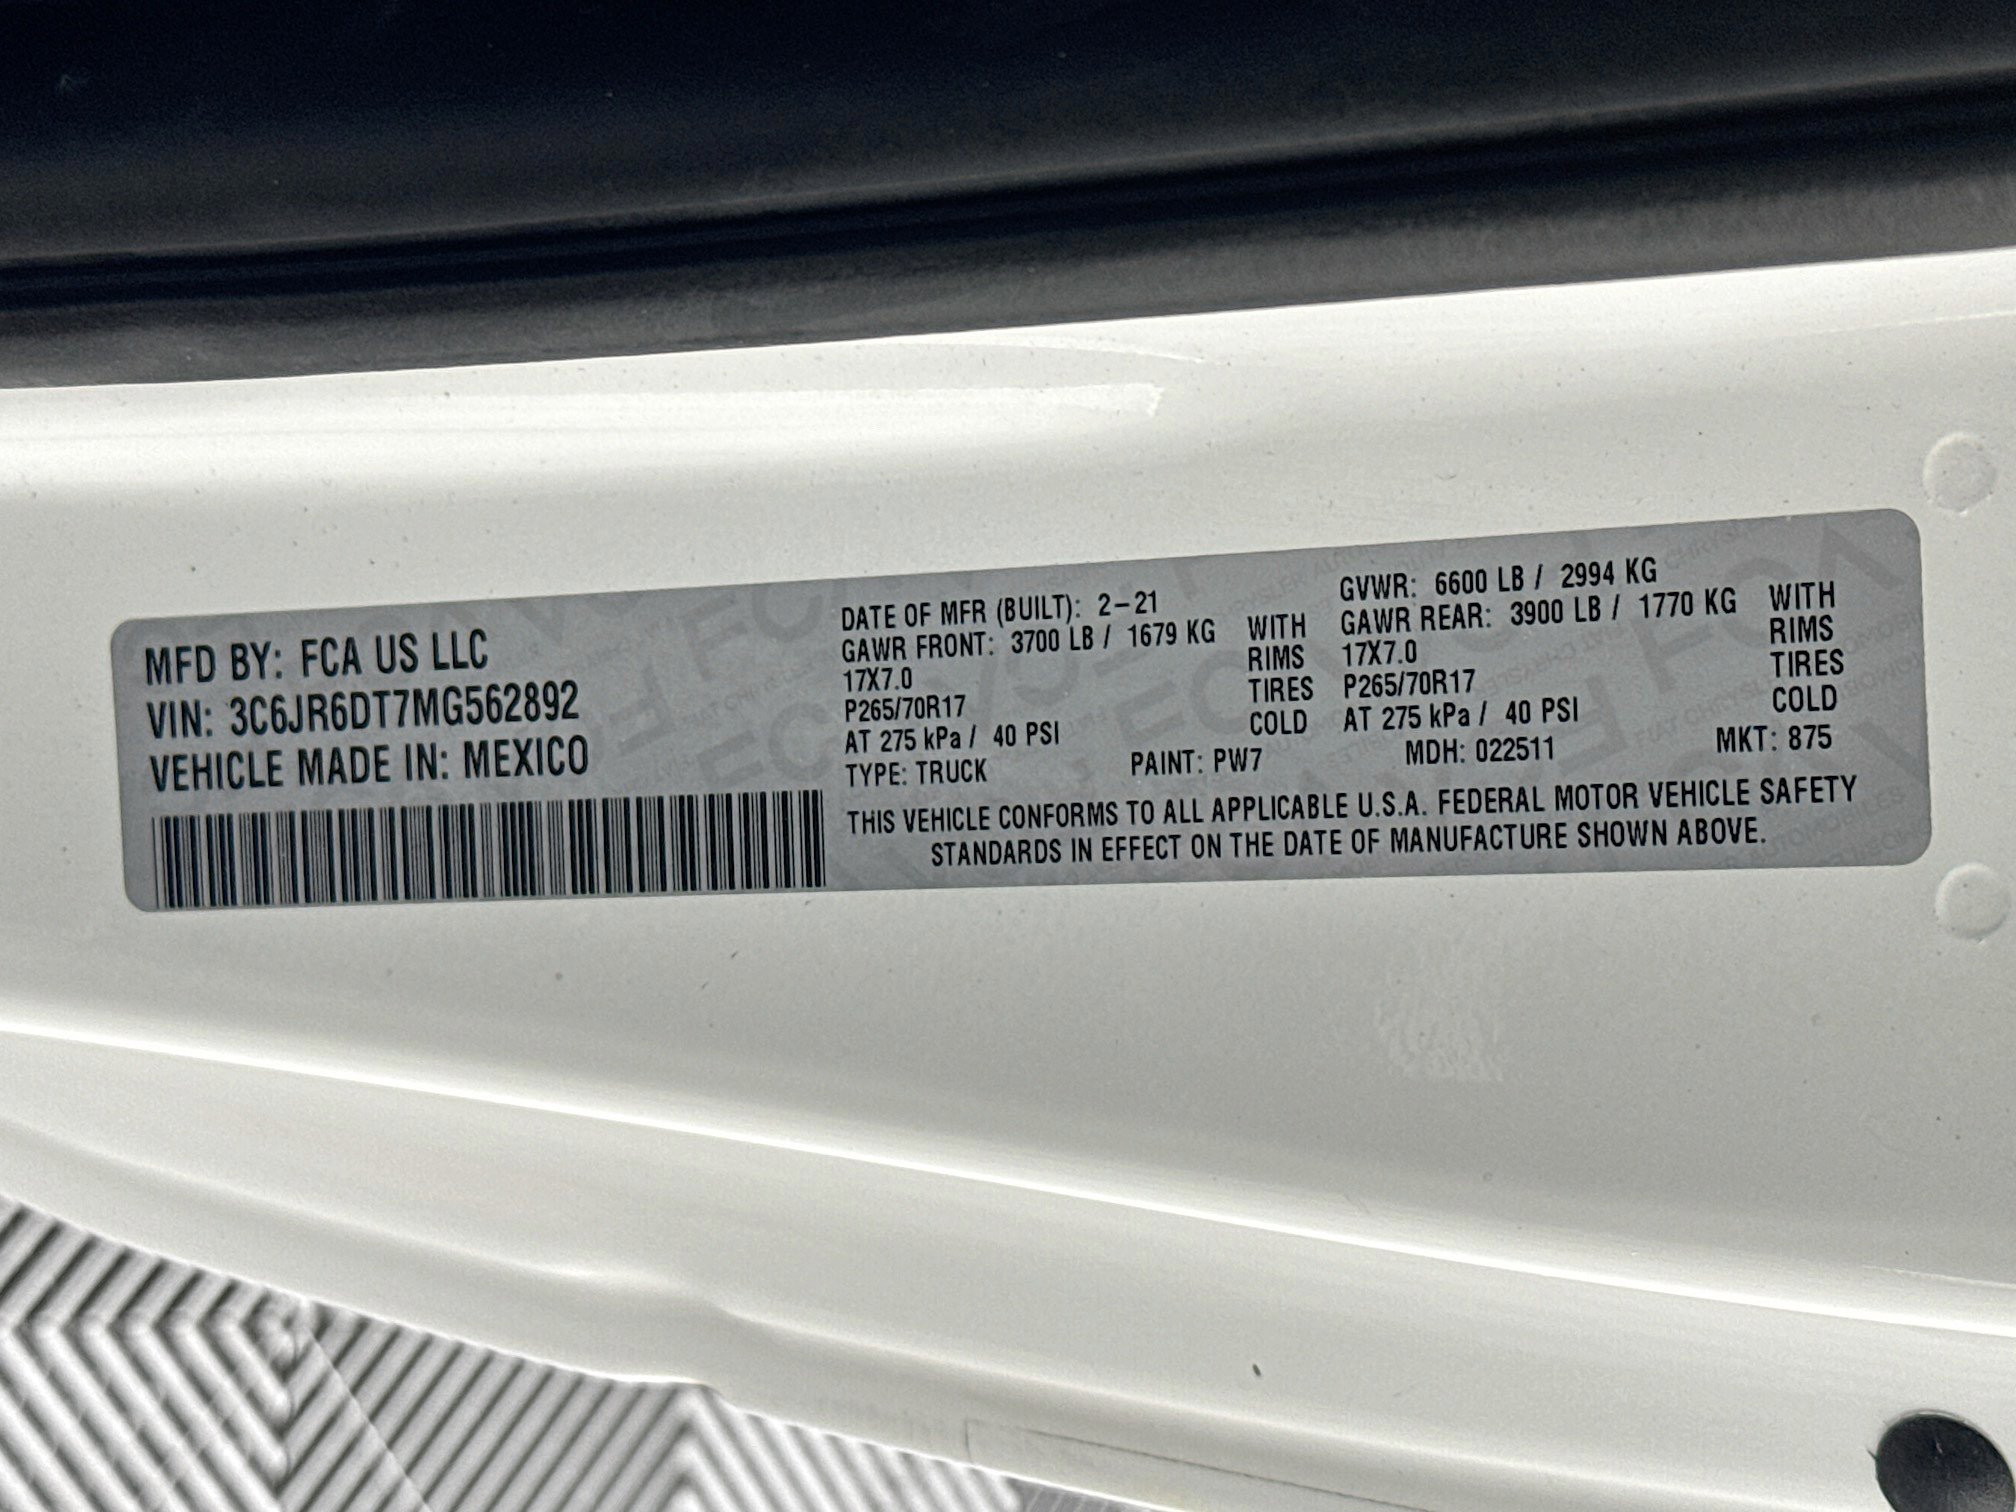 MFD BY: FCA US LLC
VIN: 3C6JR6DT7MG562892
VEHICLE MADE IN: MEXICO
DATE OF MFR (BUILT): 2-21
GAWR FRONT: 3700 LB / 1679 KG WITH
17X7.0 RIMS
P265/70R17 TIRES
AT 275 kPa / 40 PSI COLD
GVWR: 6600 LB / 2994 KG
GAWR REAR: 3900 LB / 1770 KG WITH
17X7.0 RIMS
P265/70R17 TIRES
AT 275 kPa / 40 PSI COLD
TYPE: TRUCK PAINT: PW7 MDH: 022511 MKT: 875
THIS VEHICLE CONFORMS TO ALL APPLICABLE U.S.A. FEDERAL MOTOR VEHICLE SAFETY
STANDARDS IN EFFECT ON THE DATE OF MANUFACTURE SHOWN ABOVE.